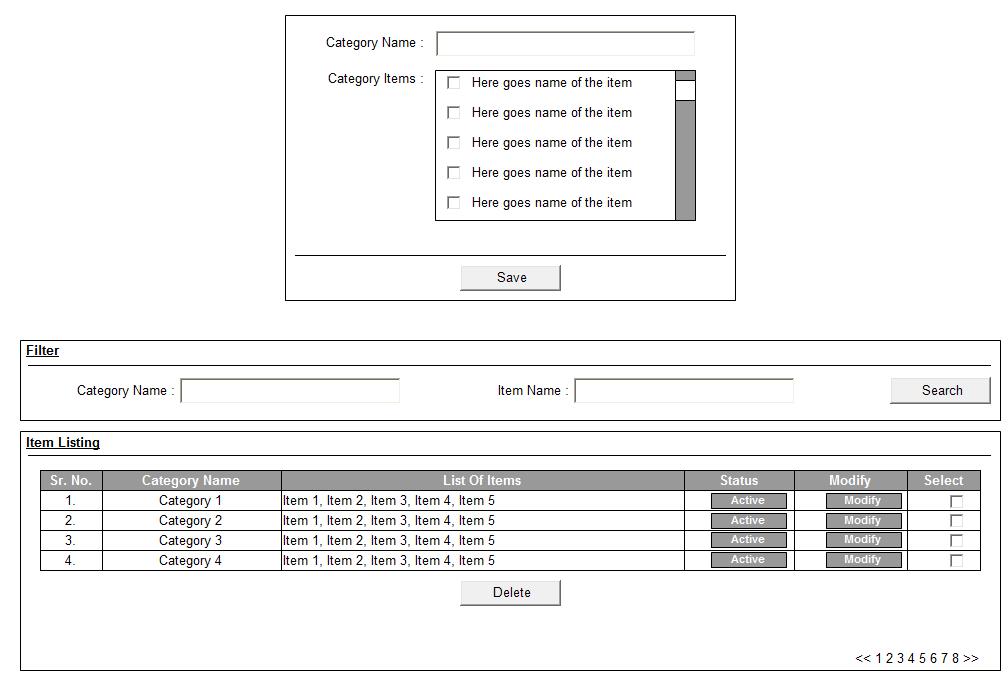 Category Name :
Category Items :
Here goes name of the item
Here goes name of the item
Here goes name of the item
Here goes name of the item
Here goes name of the item
Save
Filter
Category Name : Item Name : Search
Item Listing
Sr. No. Category Name List Of Items Status Modify Select
1. Category 1 Item 1, Item 2, Item 3, Item 4, Item 5 Active Modify
2. Category 2 Item 1, Item 2, Item 3, Item 4, Item 5 Active Modify
3. Category 3 Item 1, Item 2, Item 3, Item 4, Item 5 Active Modify
4. Category 4 Item 1, Item 2, Item 3, Item 4, Item 5 Active Modify
Delete
<< 1 2 3 4 5 6 7 8 >>